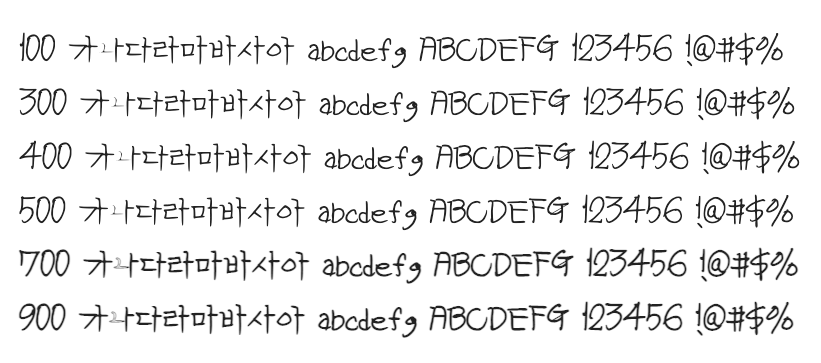 100 가나다라마바사아 abcdefg ABCDEFG 123456 !@#$%
300 가나다라마바사아 abcdefg ABCDEFG 123456 !@#$%
400 가나다라마바사아 abcdefg ABCDEFG 123456 !@#$%
500 가나다라마바사아 abcdefg ABCDEFG 123456 !@#$%
700 가나다라마바사아 abcdefg ABCDEFG 123456 !@#$%
900 가나다라마바사아 abcdefg ABCDEFG 123456 !@#$%